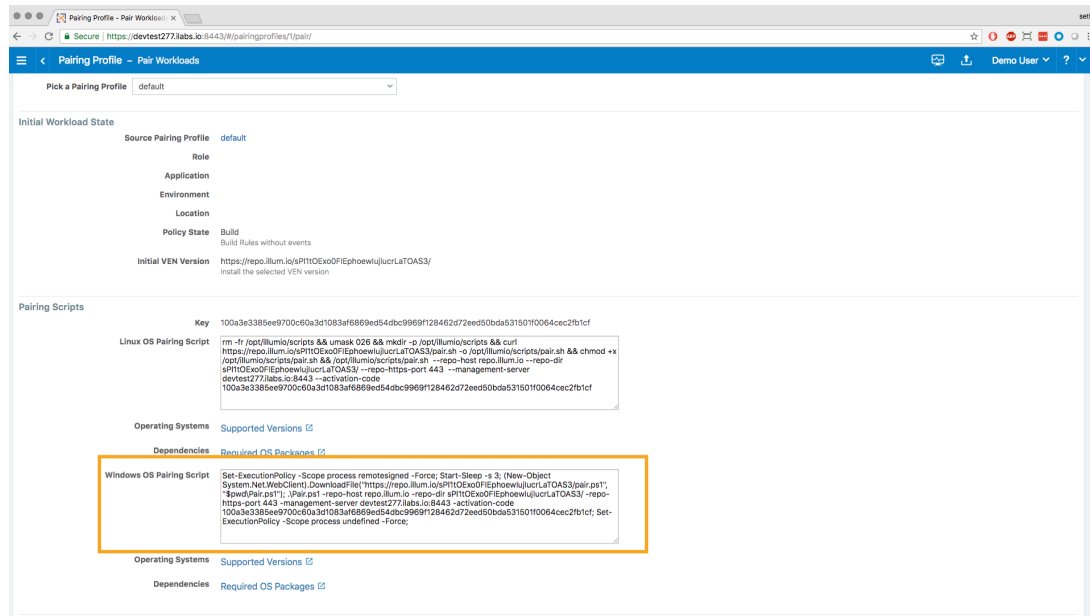 Pairing Profile - Pair Workload
set
Secure | https://devtest277.ilabs.io:8443/#/pairingprofiles/1/pair/
Pairing Profile – Pair Workloads
Demo User
?
Pick a Pairing Profile default
Initial Workload State
Source Pairing Profile default
Role
Application
Environment
Location
Policy State Build
Build Rules without events
Initial VEN Version https://repo.illum.io/sPI1tOExo0FlEphoewIujIucrLaTOAS3/
Install the selected VEN version
Pairing Scripts
Key 100a3e3385ee9700c60a3d1083af6869ed54dbc9969f128462d72eed50bda531501f0064cec2fb1cf
Linux OS Pairing Script rm -fr /opt/illumio/scripts && umask 026 && mkdir -p /opt/illumio/scripts && curl
https://repo.illum.io/sPI1tOExo0FlEphoewIujIucrLaTOAS3/pair.sh -o /opt/illumio/scripts/pair.sh && chmod +x
/opt/illumio/scripts/pair.sh && /opt/illumio/scripts/pair.sh --repo-host repo.illum.io --repo-dir
sPI1tOExo0FlEphoewIujIucrLaTOAS3/ --repo-https-port 443 --management-server
devtest277.ilabs.io:8443 --activation-code
100a3e3385ee9700c60a3d1083af6869ed54dbc9969f128462d72eed50bda531501f0064cec2fb1cf
Operating Systems Supported Versions
Dependencies Required OS Packages
Windows OS Pairing Script Set-ExecutionPolicy -Scope process remotesigned -Force; Start-Sleep -s 3; (New-Object
System.Net.WebClient).DownloadFile("https://repo.illum.io/sPI1tOExo0FlEphoewIujIucrLaTOAS3/pair.ps1",
"$pwd\Pair.ps1"); .\Pair.ps1 -repo-host repo.illum.io -repo-dir sPI1tOExo0FlEphoewIujIucrLaTOAS3/ -repo-
https-port 443 -management-server devtest277.ilabs.io:8443 -activation-code
100a3e3385ee9700c60a3d1083af6869ed54dbc9969f128462d72eed50bda531501f0064cec2fb1cf; Set-
ExecutionPolicy -Scope process undefined -Force;
Operating Systems Supported Versions
Dependencies Required OS Packages